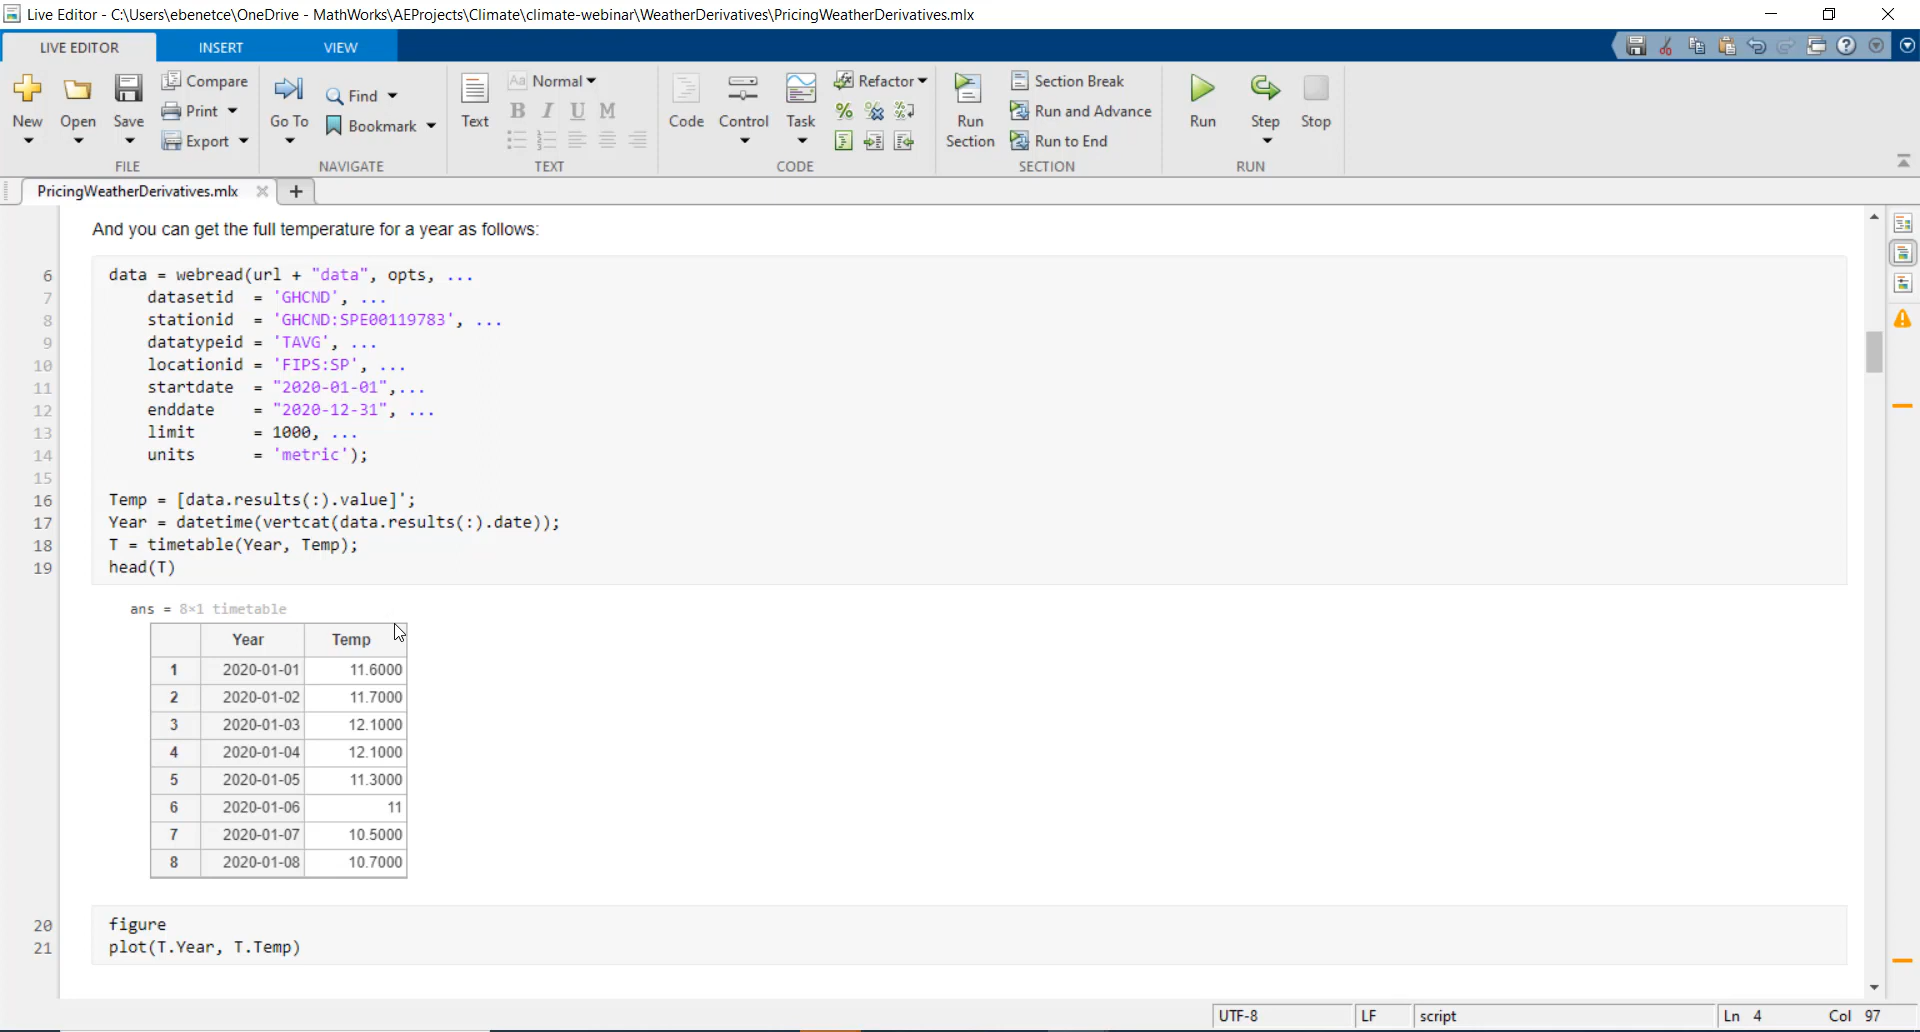 Live Editor - C:\Users\ebenetce\OneDrive - MathWorks\AEProjects\Climate\climate-webinar\WeatherDerivatives\PricingWeatherDerivatives.mlx
LIVE EDITOR INSERT VIEW
New Open Save Compare Print Export
Go To Find Bookmark
Text Aa Normal B I U M
Code Control Task Refactor
Run Section Section Break Run and Advance Run to End
Run Step Stop
FILE NAVIGATE TEXT CODE SECTION RUN
PricingWeatherDerivatives.mlx
And you can get the full temperature for a year as follows:
6 data = webread(url + "data", opts, ...
7 datasetid = 'GHCND', ...
8 stationid = 'GHCND:SPE00119783', ...
9 datatypeid = 'TAVG', ...
10 locationid = 'FIPS:SP', ...
11 startdate = "2020-01-01",...
12 enddate = "2020-12-31", ...
13 limit = 1000, ...
14 units = 'metric');
15
16 Temp = [data.results(:).value]';
17 Year = datetime(vertcat(data.results(:).date));
18 T = timetable(Year, Temp);
19 head(T)
ans = 8×1 timetable
Year Temp
1 2020-01-01 11.6000
2 2020-01-02 11.7000
3 2020-01-03 12.1000
4 2020-01-04 12.1000
5 2020-01-05 11.3000
6 2020-01-06 11
7 2020-01-07 10.5000
8 2020-01-08 10.7000
20 figure
21 plot(T.Year, T.Temp)
UTF-8 LF script Ln 4 Col 97